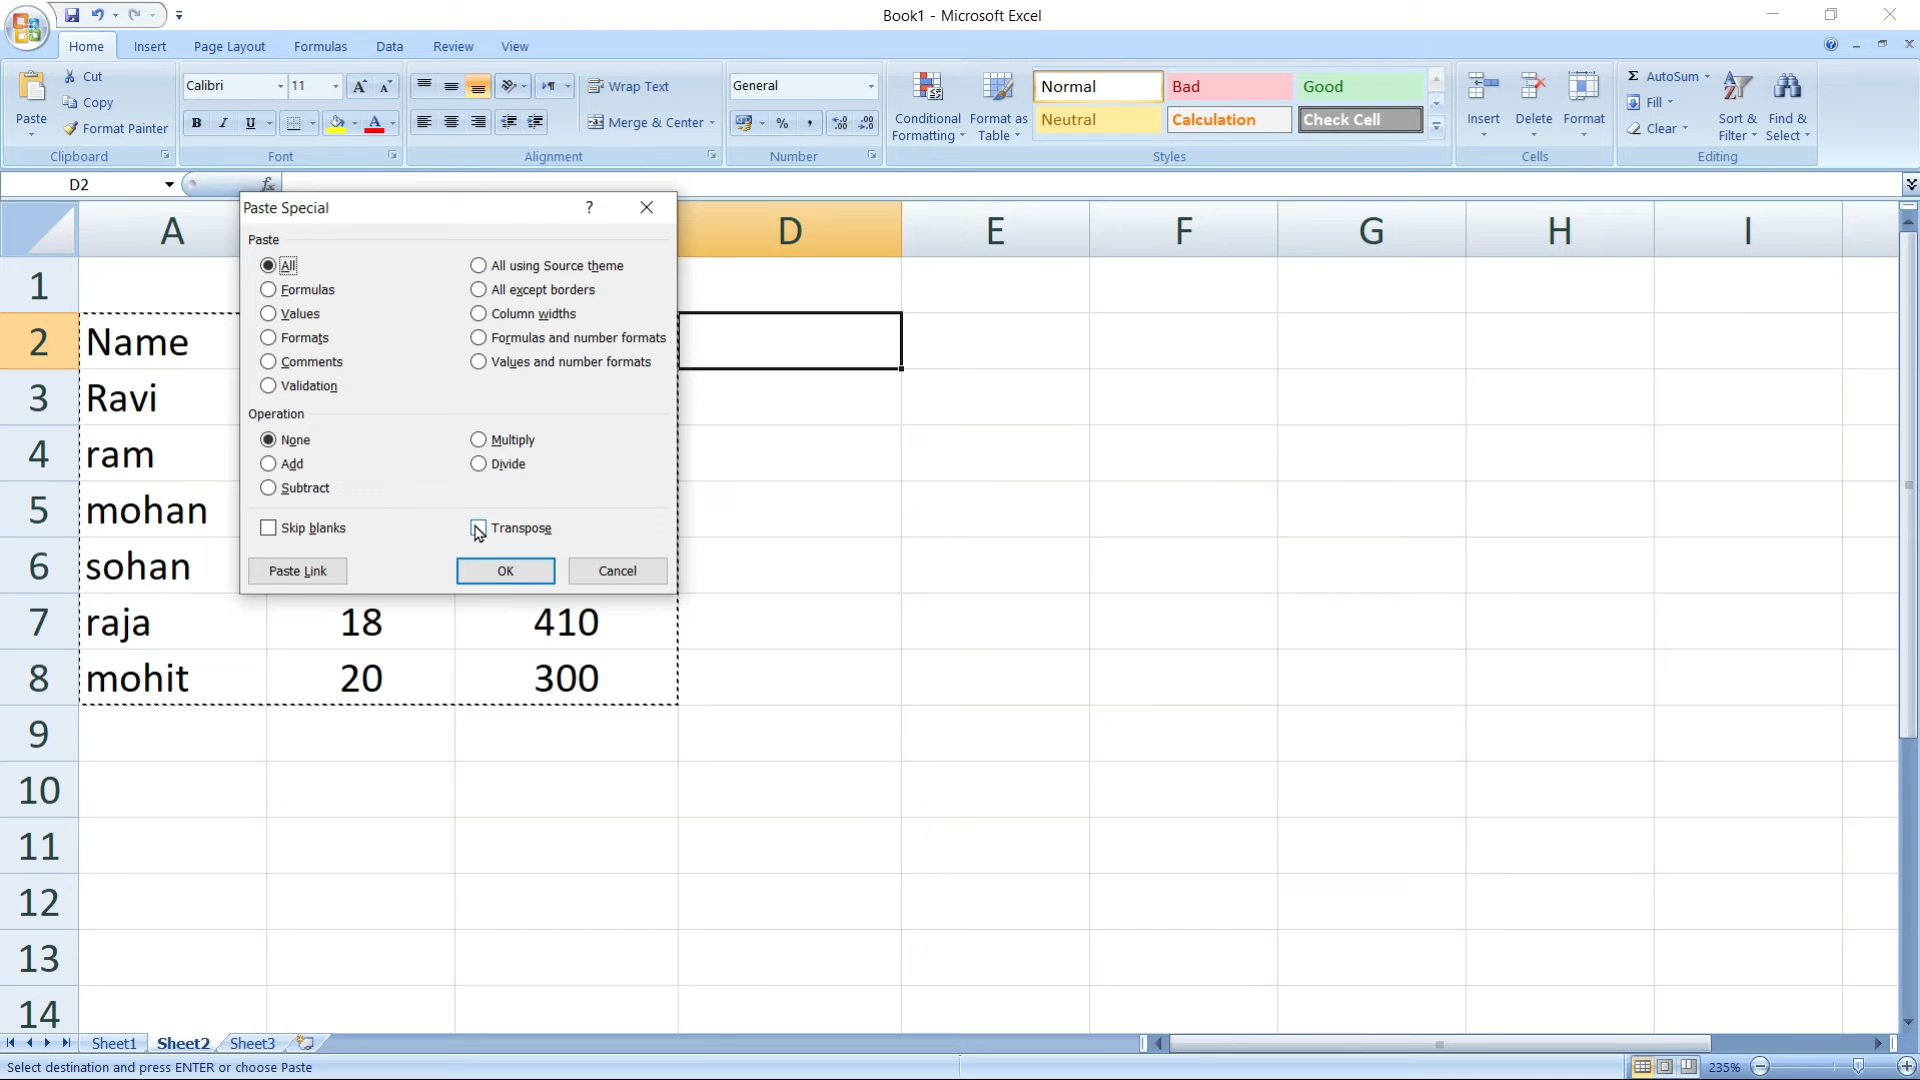 Book1 - Microsoft Excel
Home Insert Page Layout Formulas Data Review View
Paste
Cut
Copy
Format Painter
Clipboard
Calibri 11
B I U
Font
Wrap Text
Merge & Center
Alignment
General
% ,
Number
Conditional Formatting
Format as Table
Normal Bad Good
Neutral Calculation Check Cell
Styles
Insert Delete Format
Cells
Σ AutoSum
Fill
Clear
Sort & Filter
Find & Select
Editing
D2 fx
A D E F G H I
Paste Special ? ×
Paste
All All using Source theme
Formulas All except borders
Values Column widths
Formats Formulas and number formats
Comments Values and number formats
Validation
Operation
None Multiply
Add Divide
Subtract
Skip blanks Transpose
Paste Link OK Cancel
1
2 Name
3 Ravi
4 ram
5 mohan
6 sohan
7 raja 18 410
8 mohit 20 300
9
10
11
12
13
14
Sheet1 Sheet2 Sheet3
Select destination and press ENTER or choose Paste 235%